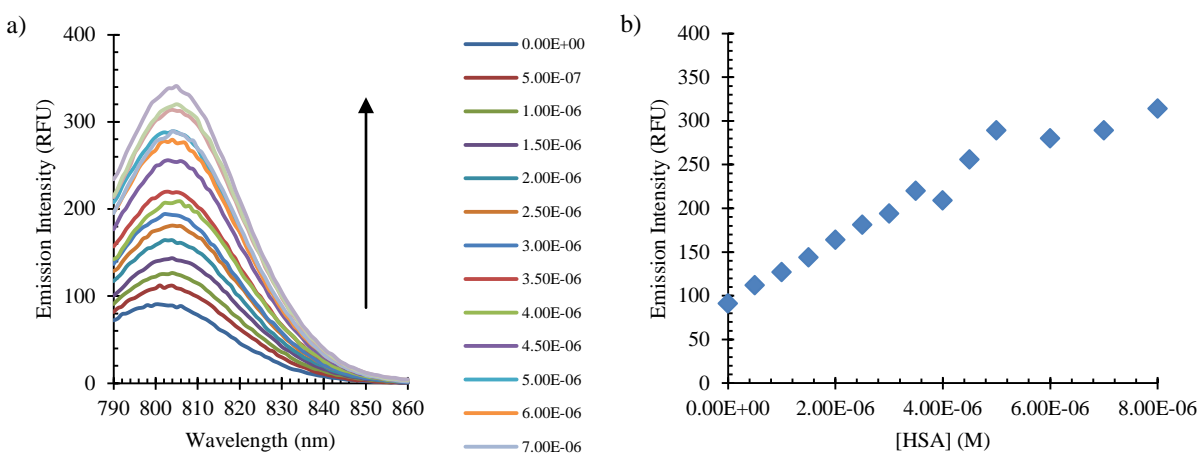 a)
Emission Intensity (RFU)
400
300
200
100
0
790 800 810 820 830 840 850 860
Wavelength (nm)
0.00E+00
5.00E-07
1.00E-06
1.50E-06
2.00E-06
2.50E-06
3.00E-06
3.50E-06
4.00E-06
4.50E-06
5.00E-06
6.00E-06
7.00E-06
b)
Emission Intensity (RFU)
400
350
300
250
200
150
100
50
0
0.00E+00 2.00E-06 4.00E-06 6.00E-06 8.00E-06
[HSA] (M)